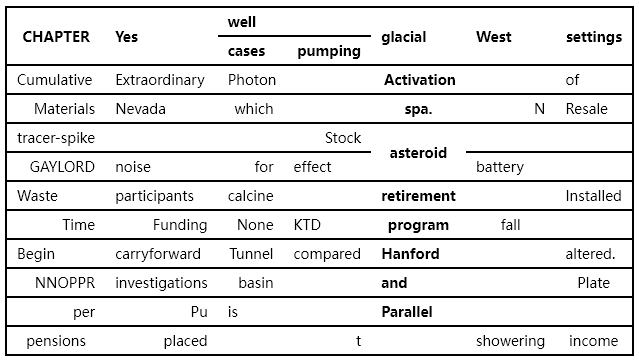 CHAPTER Yes well glacial West settings
cases pumping
Cumulative Extraordinary Photon Activation of
Materials Nevada which spa. N Resale
tracer-spike Stock asteroid
GAYLORD noise for effect battery
Waste participants calcine retirement Installed
Time Funding None KTD program fall
Begin carryforward Tunnel compared Hanford altered.
NNOPPR investigations basin and Plate
per Pu is Parallel
pensions placed t showering income